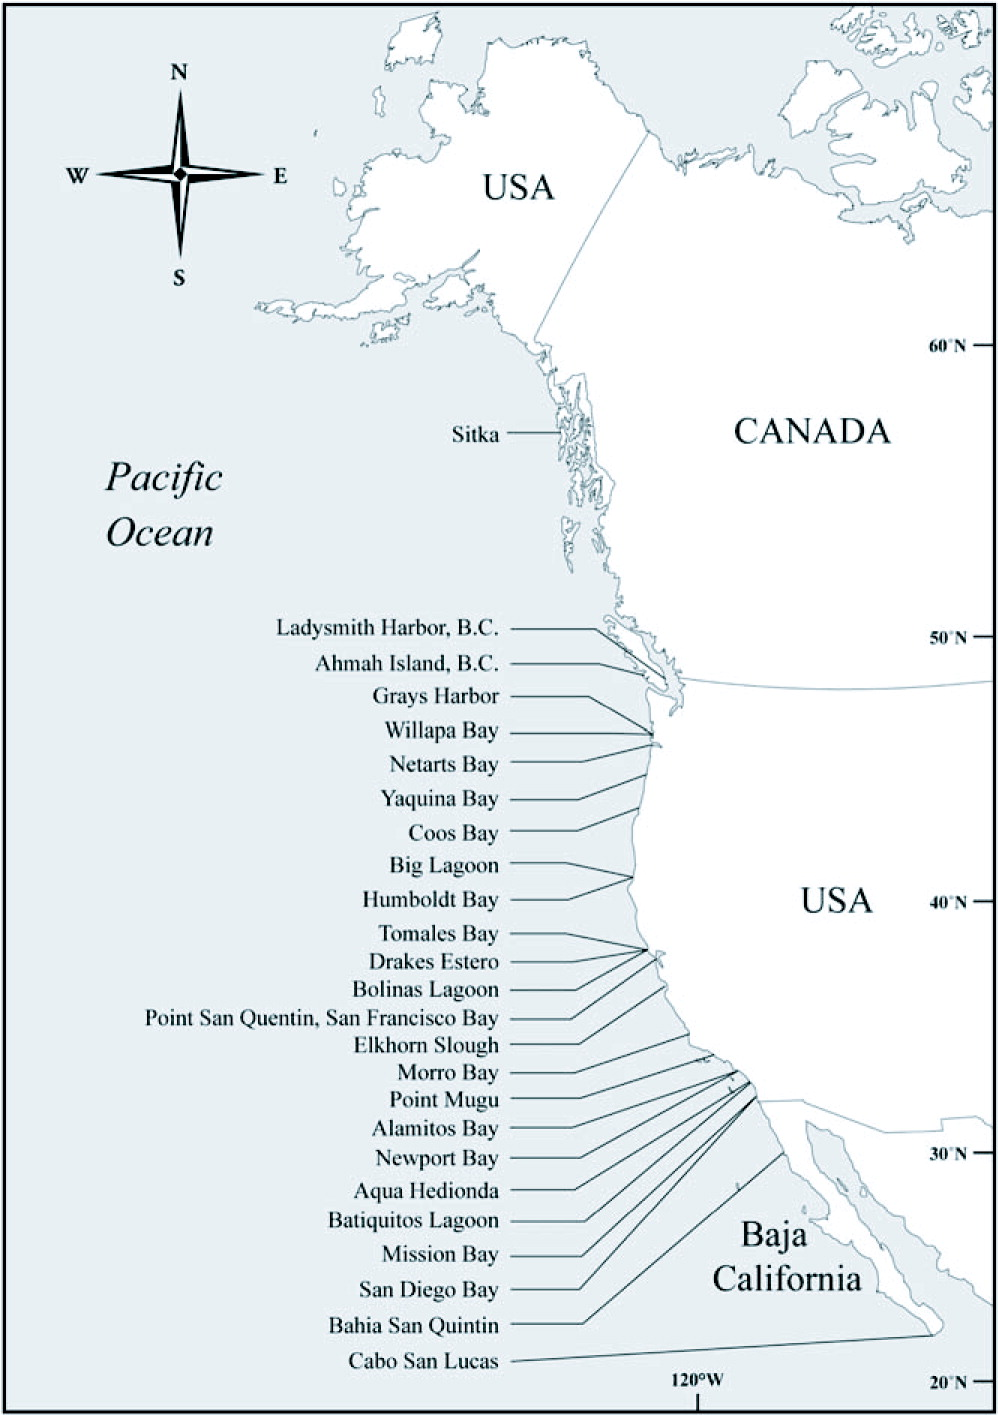 N
W E
S
USA
60°N
CANADA
Sitka
Pacific
Ocean
Ladysmith Harbor, B.C.
50°N
Ahmah Island, B.C.
Grays Harbor
Willapa Bay
Netarts Bay
Yaquina Bay
Coos Bay
Big Lagoon
Humboldt Bay
USA
40°N
Tomales Bay
Drakes Estero
Bolinas Lagoon
Point San Quentin, San Francisco Bay
Elkhorn Slough
Morro Bay
Point Mugu
Alamitos Bay
30°N
Newport Bay
Aqua Hedionda
Batiquitos Lagoon
Baja
California
Mission Bay
San Diego Bay
Bahia San Quintin
Cabo San Lucas
120°W
20°N